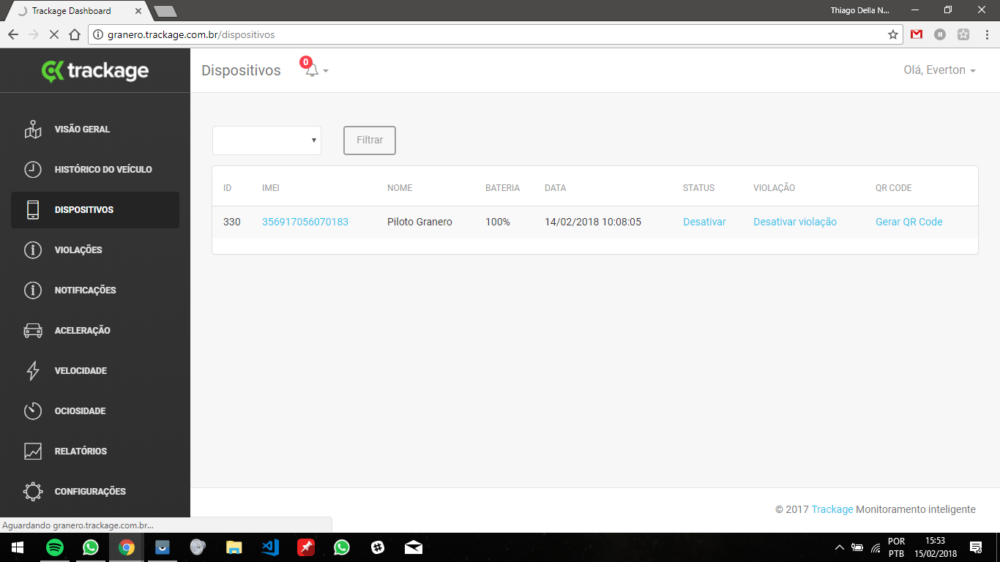 Trackage Dashboard
Thiago Della N...
granero.trackage.com.br/dispositivos
trackage
Dispositivos
0
Olá, Everton
VISÃO GERAL
HISTÓRICO DO VEÍCULO
DISPOSITIVOS
VIOLAÇÕES
NOTIFICAÇÕES
ACELERAÇÃO
VELOCIDADE
OCIOSIDADE
RELATÓRIOS
CONFIGURAÇÕES
Filtrar
ID IMEI NOME BATERIA DATA STATUS VIOLAÇÃO QR CODE
330 356917056070183 Piloto Granero 100% 14/02/2018 10:08:05 Desativar Desativar violação Gerar QR Code
© 2017 Trackage Monitoramento inteligente
Aguardando granero.trackage.com.br...
POR
PTB
15:53
15/02/2018